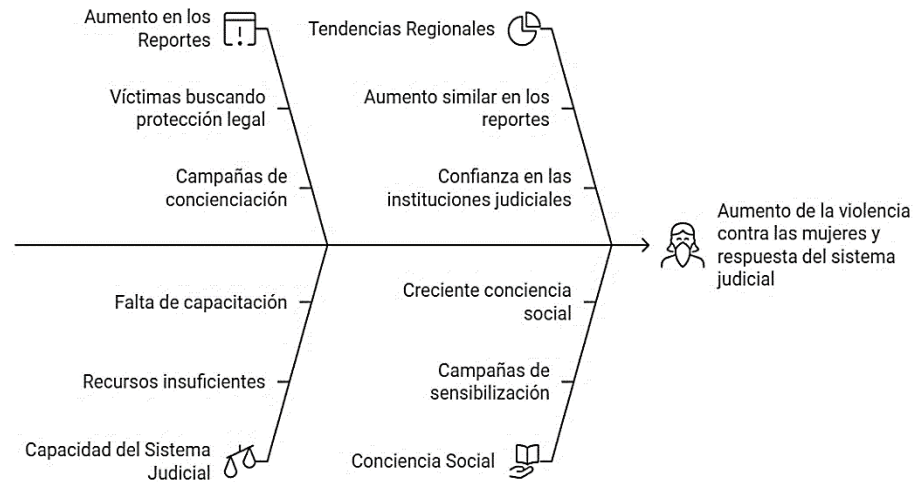 Aumento en los
Reportes
Tendencias Regionales
Víctimas buscando
protección legal
Aumento similar en los
reportes
Campañas de
concienciación
Confianza en las
instituciones judiciales
Aumento de la violencia
contra las mujeres y
respuesta del sistema
judicial
Falta de capacitación
Creciente conciencia
social
Recursos insuficientes
Campañas de
sensibilización
Capacidad del Sistema
Judicial
Conciencia Social